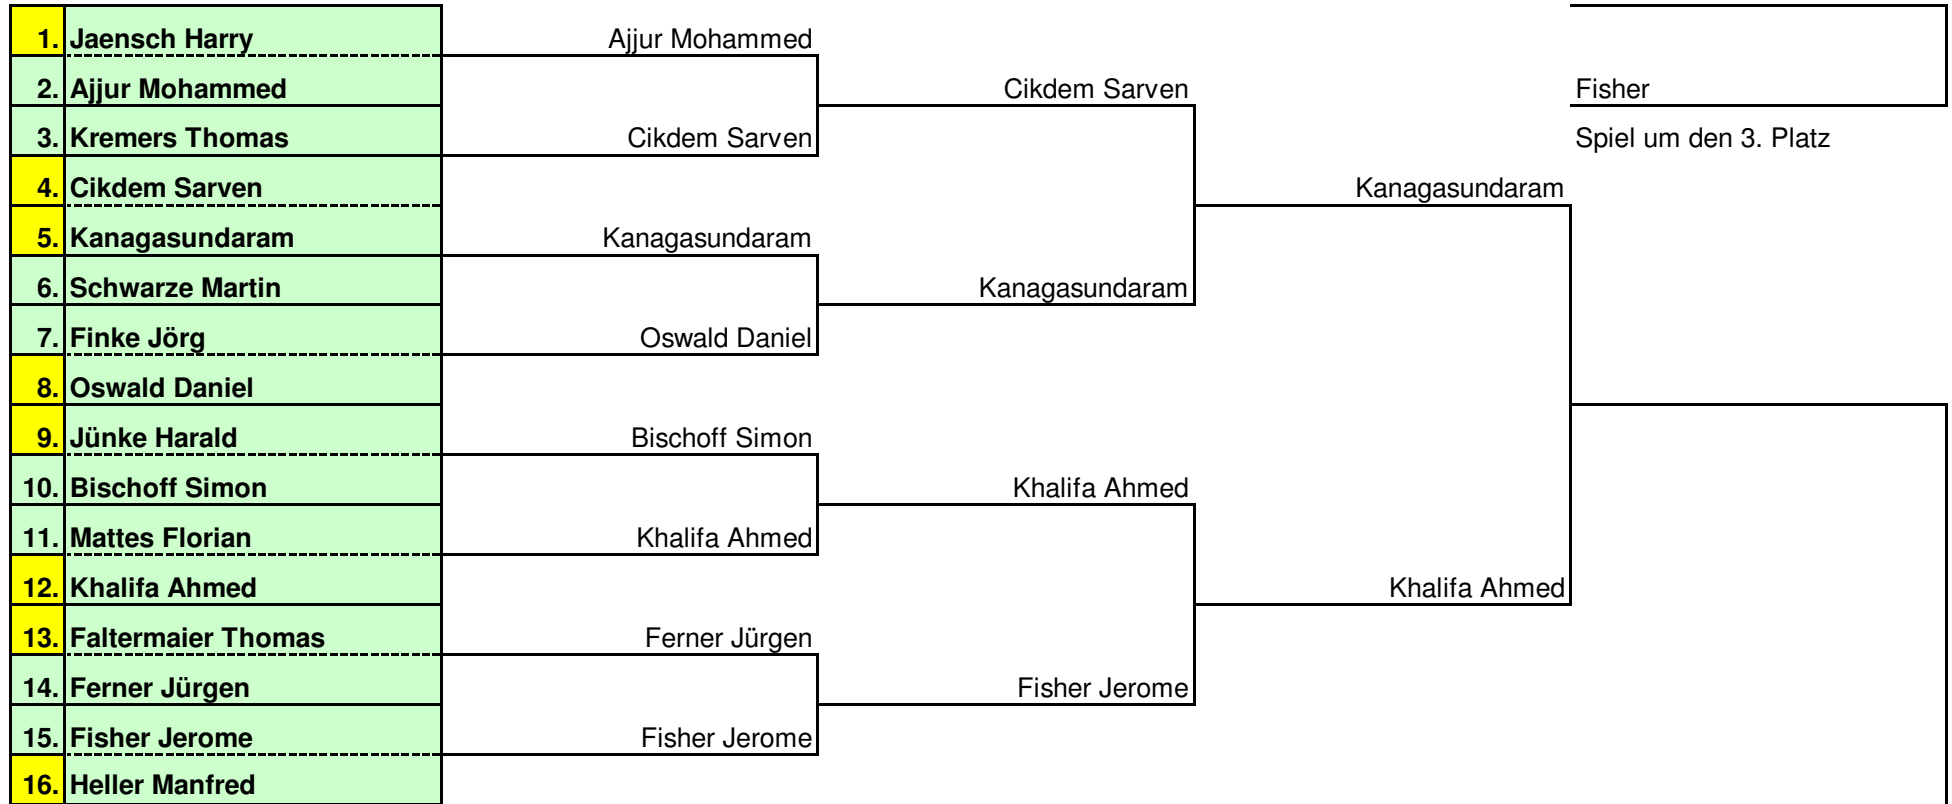 1. Jaensch Harry Ajjur Mohammed
2. Ajjur Mohammed Cikdem Sarven Fisher
3. Kremers Thomas Cikdem Sarven Spiel um den 3. Platz
4. Cikdem Sarven Kanagasundaram
5. Kanagasundaram Kanagasundaram
6. Schwarze Martin Kanagasundaram
7. Finke Jörg Oswald Daniel
8. Oswald Daniel
9. Jünke Harald Bischoff Simon
10. Bischoff Simon Khalifa Ahmed
11. Mattes Florian Khalifa Ahmed
12. Khalifa Ahmed Khalifa Ahmed
13. Faltermaier Thomas Ferner Jürgen
14. Ferner Jürgen Fisher Jerome
15. Fisher Jerome Fisher Jerome
16. Heller Manfred